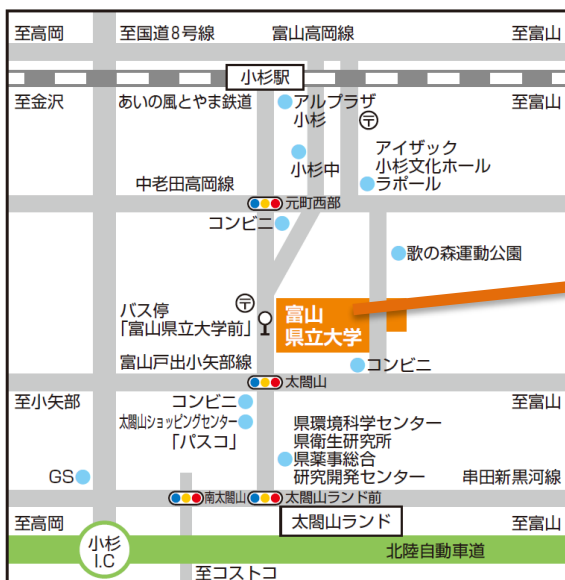 至高岡
至国道8号線
富山高岡線
至富山
小杉駅
至金沢
あいの風とやま鉄道
アルプラザ
小杉
至富山
小杉中
アイザック
小杉文化ホール
ラポール
中老田高岡線
元町西部
コンビニ
歌の森運動公園
バス停
「富山県立大学前」
富山
県立大学
富山戸出小矢部線
コンビニ
太閤山
至小矢部
コンビニ
至富山
太閤山ショッピングセンター
「パスコ」
県環境科学センター
県衛生研究所
県薬事総合
研究開発センター
GS
串田新黒河線
南太閤山
太閤山ランド前
至高岡
太閤山ランド
至富山
小杉
I.C
北陸自動車道
至コストコ